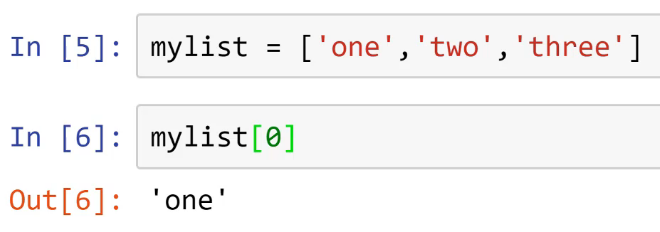 In [5]: mylist = ['one','two','three']
In [6]: mylist[0]
Out[6]: 'one'